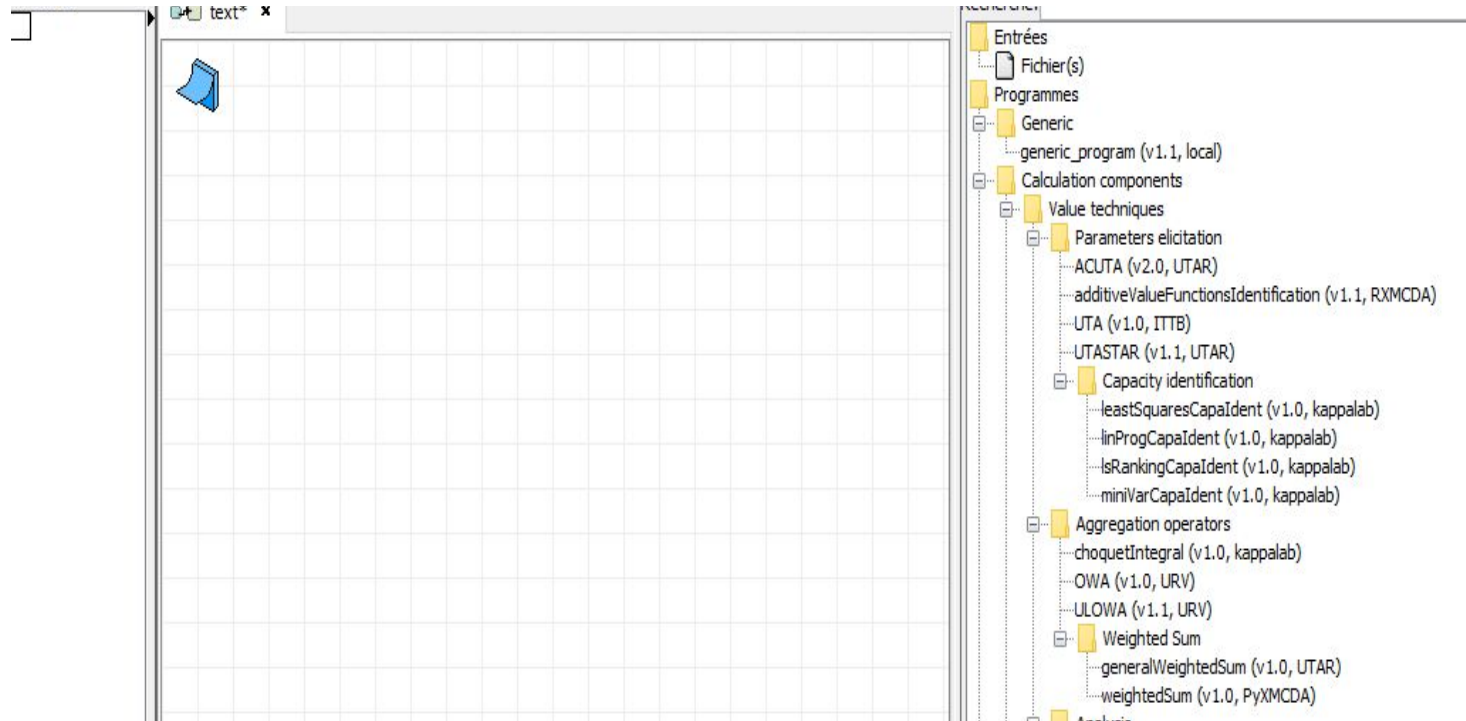 text* x
Rechercher
Entrées
Fichier(s)
Programmes
Generic
generic_program (v1.1, local)
Calculation components
Value techniques
Parameters elicitation
ACUTA (v2.0, UTAR)
additiveValueFunctionsIdentification (v1.1, RXMCDA)
UTA (v1.0, ITTB)
UTASTAR (v1.1, UTAR)
Capacity identification
leastSquaresCapaIdent (v1.0, kappalab)
linProgCapaIdent (v1.0, kappalab)
lsRankingCapaIdent (v1.0, kappalab)
miniVarCapaIdent (v1.0, kappalab)
Aggregation operators
choquetIntegral (v1.0, kappalab)
OWA (v1.0, URV)
ULOWA (v1.1, URV)
Weighted Sum
generalWeightedSum (v1.0, UTAR)
weightedSum (v1.0, PyXMCDA)
Analysis